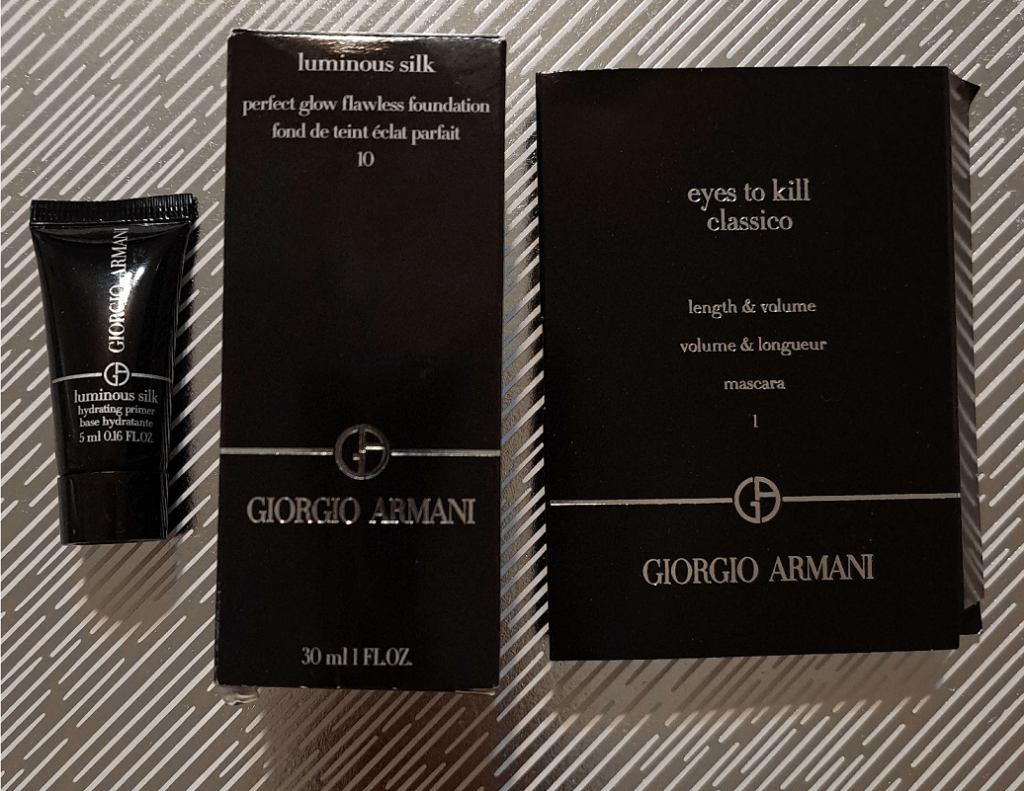 GIORGIO ARMANI
luminous silk
hydrating primer
base hydratante
5 ml 0.16 FL.OZ
luminous silk
perfect glow flawless foundation
fond de teint éclat parfait
10
GIORGIO ARMANI
30 ml 1 FL.OZ.
eyes to kill
classico
length & volume
volume & longueur
mascara
1
GIORGIO ARMANI